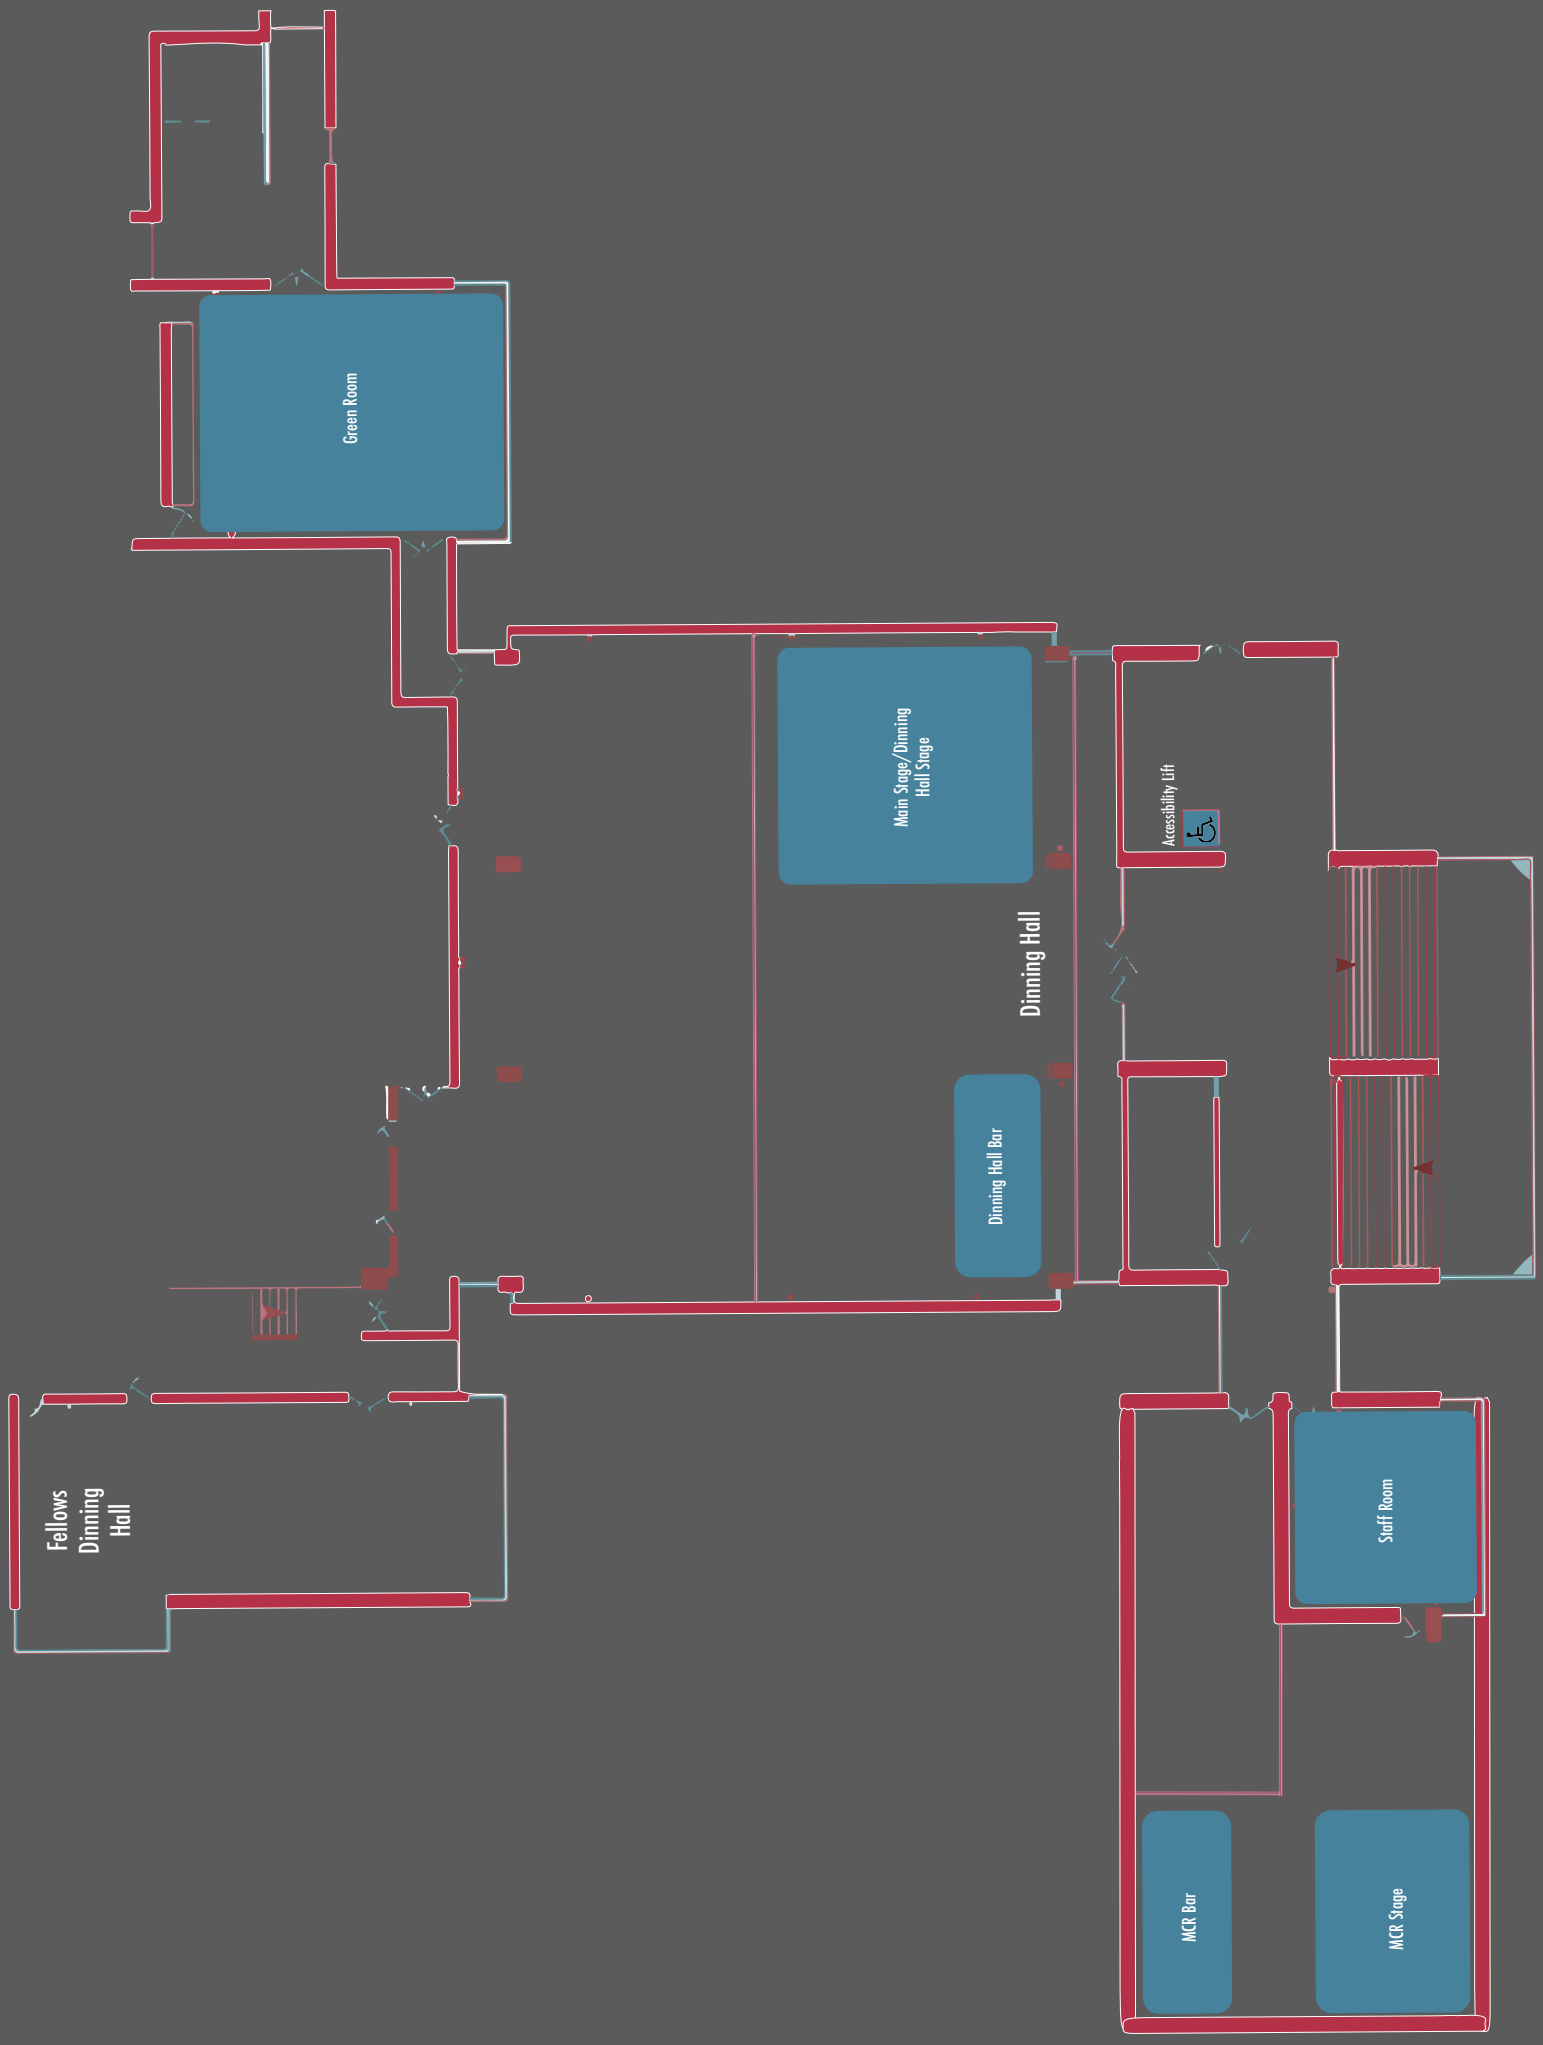 Green Room
Main Stage/Dinning
Hall Stage
Accessibility Lift
Dinning Hall
Dinning Hall Bar
Fellows
Dinning
Hall
Staff Room
MCR Bar
MCR Stage